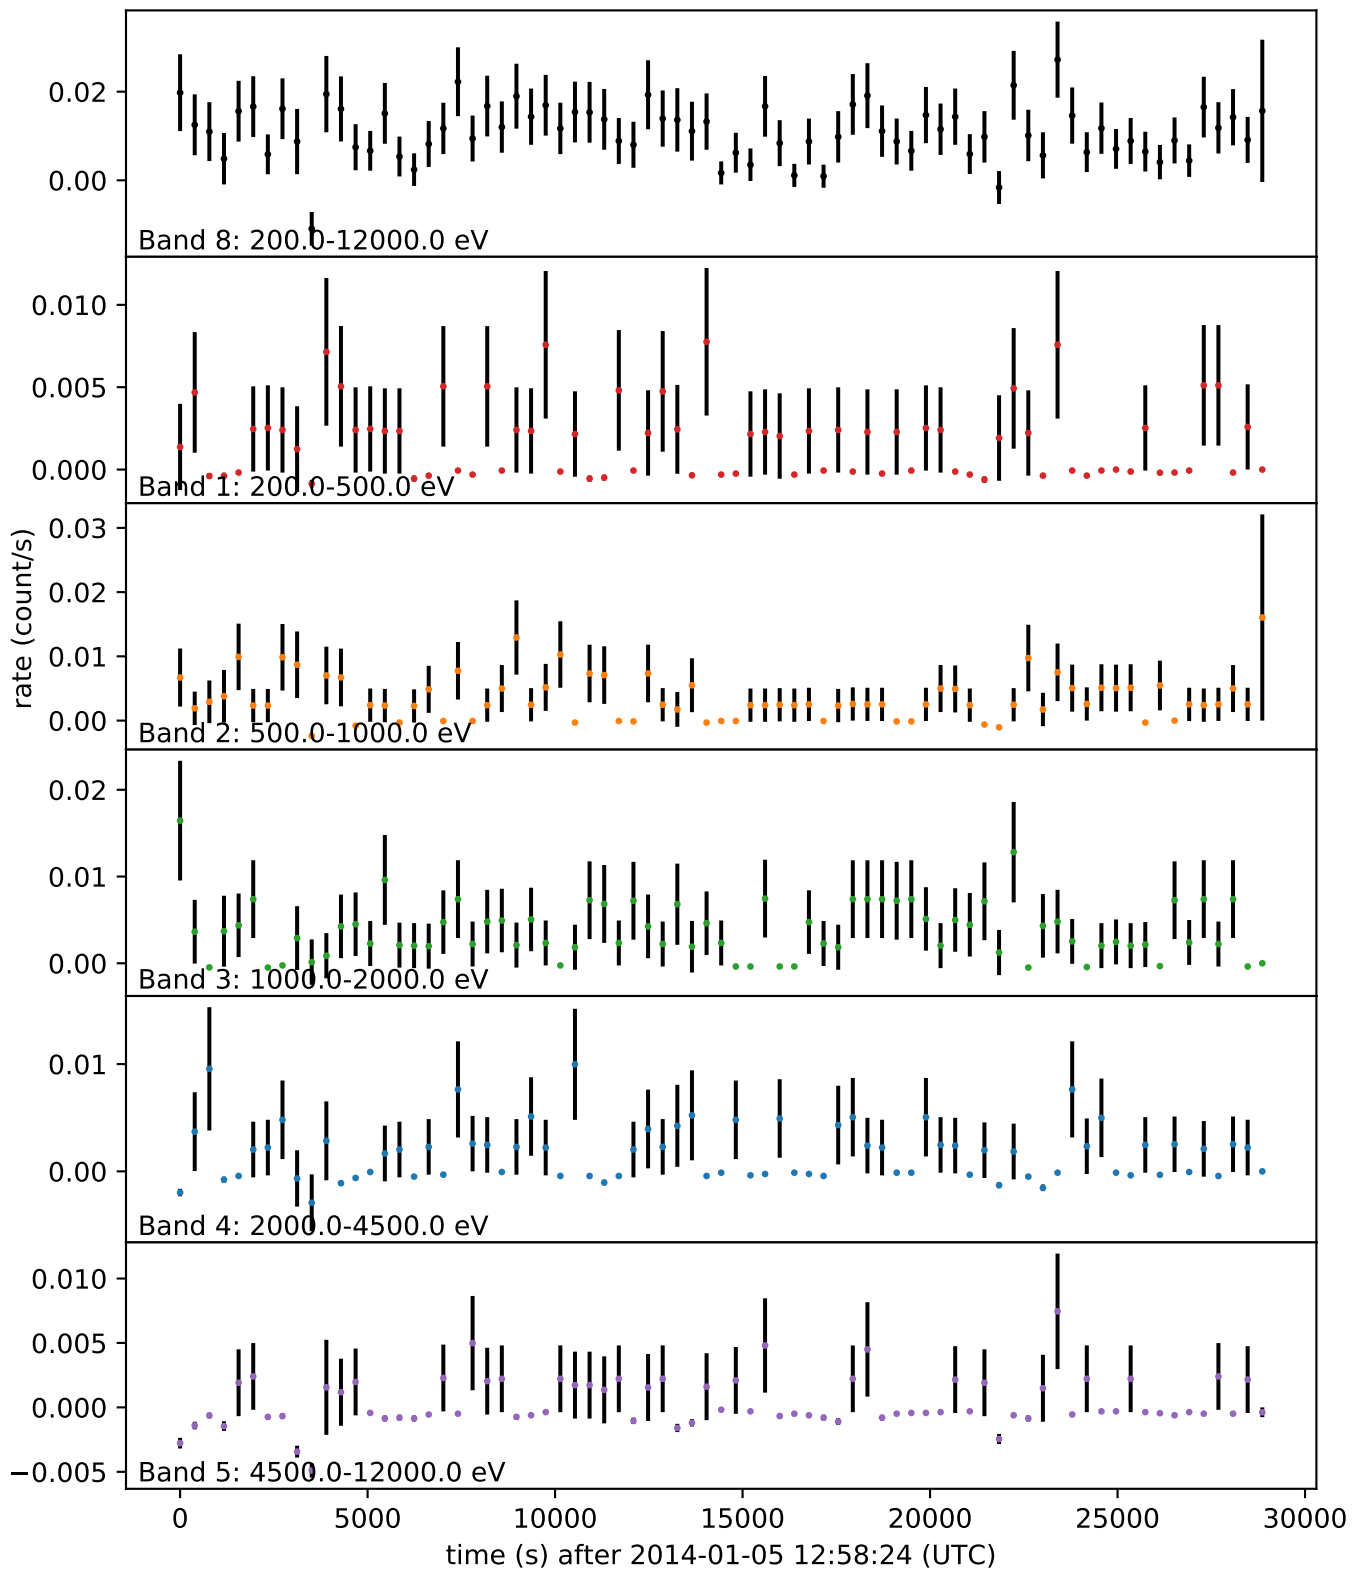 0.02
0.00
Band 8: 200.0-12000.0 eV
0.010
0.005
0.000
Band 1: 200.0-500.0 eV
0.03
0.02
0.01
0.00
Band 2: 500.0-1000.0 eV
rate (count/s)
0.02
0.01
0.00
Band 3: 1000.0-2000.0 eV
0.01
0.00
Band 4: 2000.0-4500.0 eV
0.010
0.005
0.000
−0.005
Band 5: 4500.0-12000.0 eV
0 5000 10000 15000 20000 25000 30000
time (s) after 2014-01-05 12:58:24 (UTC)